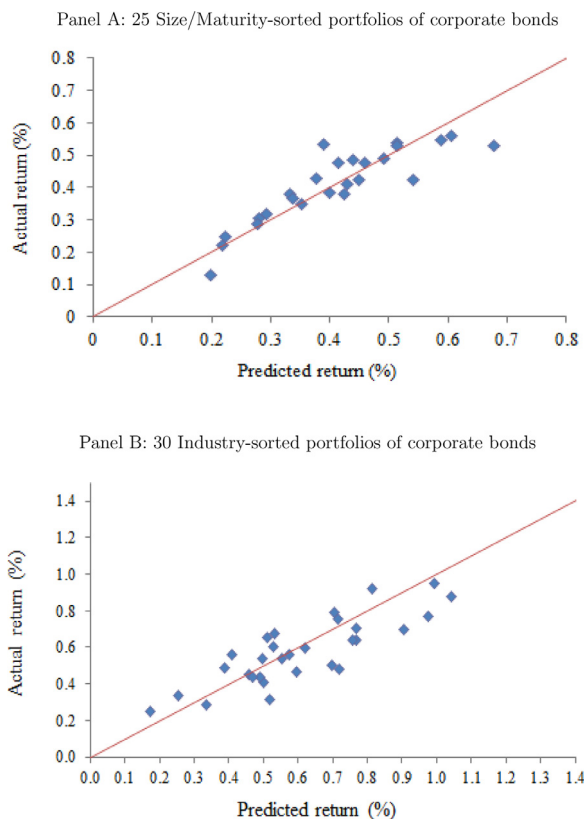 Panel A: 25 Size/Maturity-sorted portfolios of corporate bonds
0.8
0.7
0.6
0.5
0.4
0.3
0.2
0.1
0
Actual return (%)
0 0.1 0.2 0.3 0.4 0.5 0.6 0.7 0.8
Predicted return (%)
Panel B: 30 Industry-sorted portfolios of corporate bonds
1.4
1.2
1.0
0.8
0.6
0.4
0.2
0.0
Actual return (%)
0.0 0.1 0.2 0.3 0.4 0.5 0.6 0.7 0.8 0.9 1.0 1.1 1.2 1.3 1.4
Predicted return (%)